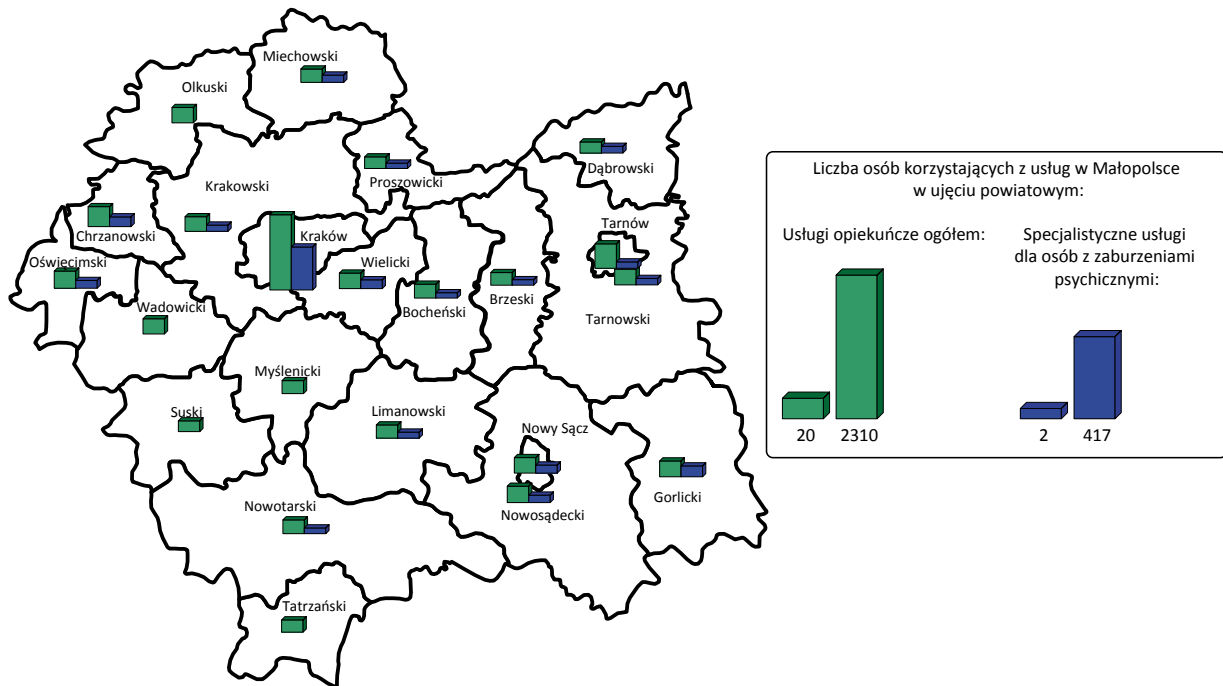 Miechowski
Olkuski
Proszowicki
Dąbrowski
Krakowski
Chrzanowski
Kraków
Tarnów
Oświęcimski
Wielicki
Wadowicki
Bocheński
Brzeski
Tarnowski
Myślenicki
Suski
Limanowski
Nowy Sącz
Gorlicki
Nowosądecki
Nowotarski
Tatrzański
Liczba osób korzystających z usług w Małopolsce
w ujęciu powiatowym:
Usługi opiekuńcze ogółem:
20 2310
Specjalistyczne usługi
dla osób z zaburzeniami
psychicznymi:
2 417